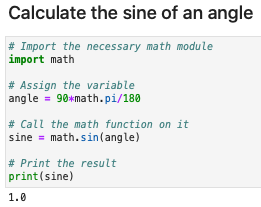 Calculate the sine of an angle
# Import the necessary math module
import math
# Assign the variable
angle = 90*math.pi/180
# Call the math function on it
sine = math.sin(angle)
# Print the result
print(sine)
1.0